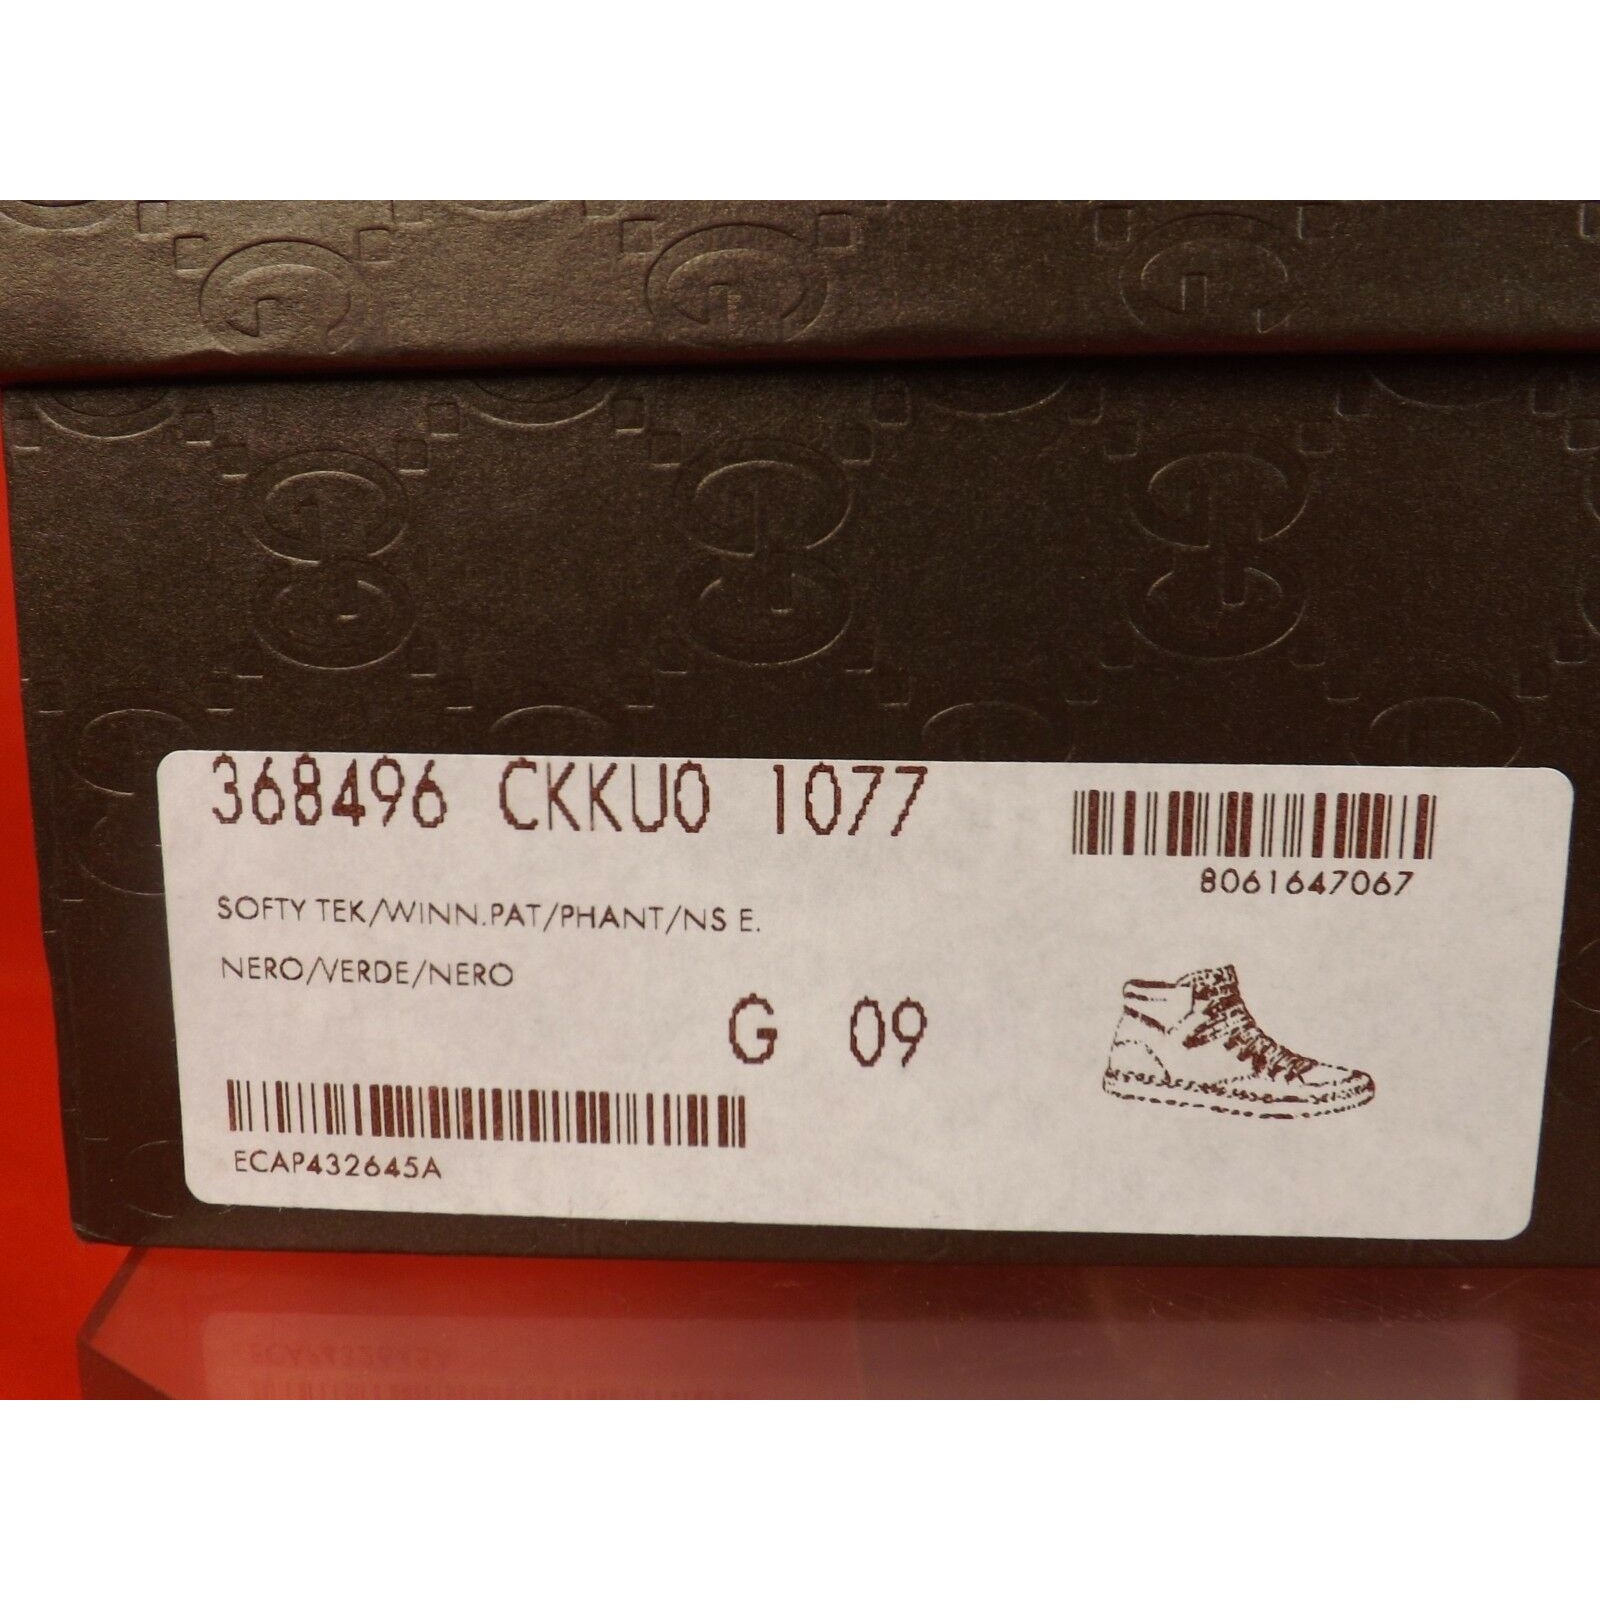 368496 CKKU0 1077
8061647067
SOFTY TEK/WINN.PAT/PHANT/NS E.
NERO/VERDE/NERO
G 09
ECAP432645A